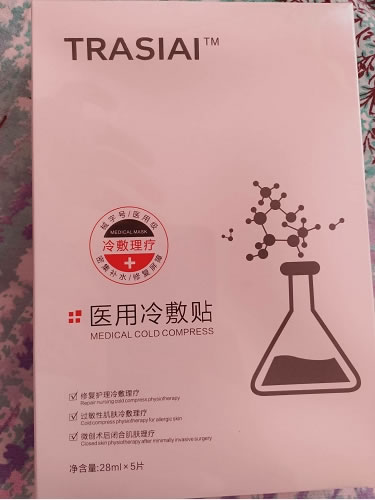 TRASIAI™
械字号/医用级
MEDICAL MASK
冷敷理疗
密集补水/修复屏障
医用冷敷贴
MEDICAL COLD COMPRESS
修复护理冷敷理疗
Repair nursing cold compress physiotherapy
过敏性肌肤冷敷理疗
Cold compress physiotherapy for allergic skin
微创术后闭合肌肤理疗
Closed skin physiotherapy after minimally invasive surgery
净含量:28ml×5片